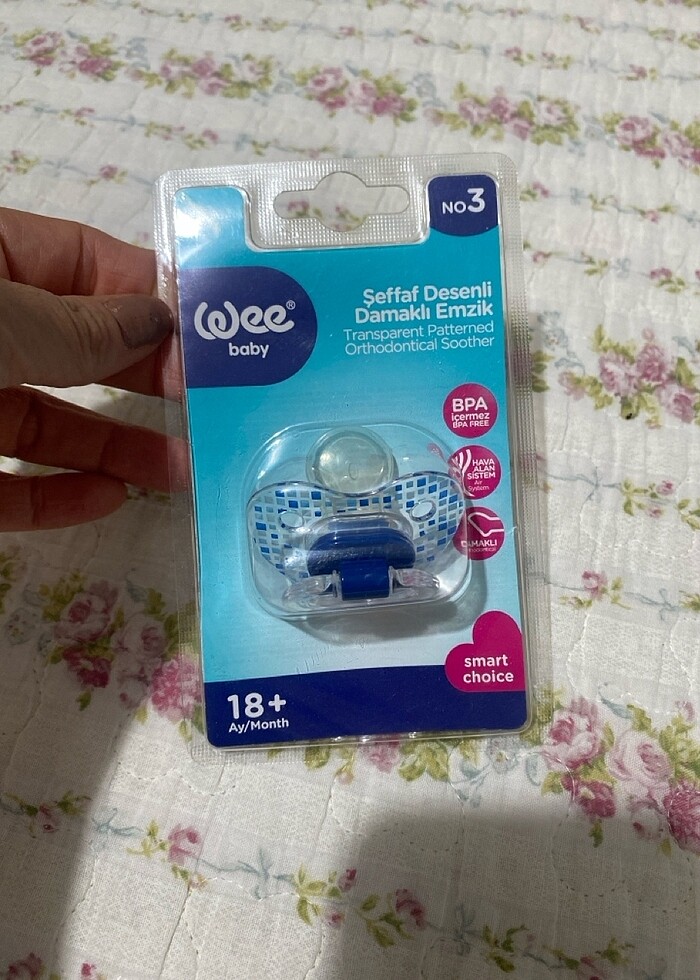 NO3
Wee®
baby
Şeffaf Desenli
Damaklı Emzik
Transparent Patterned
Orthodontical Soother
BPA
içermez
BPA FREE
HAVA
ALAN
SİSTEM
Air
System
DAMAKLI
smart
choice
18+
Ay/Month